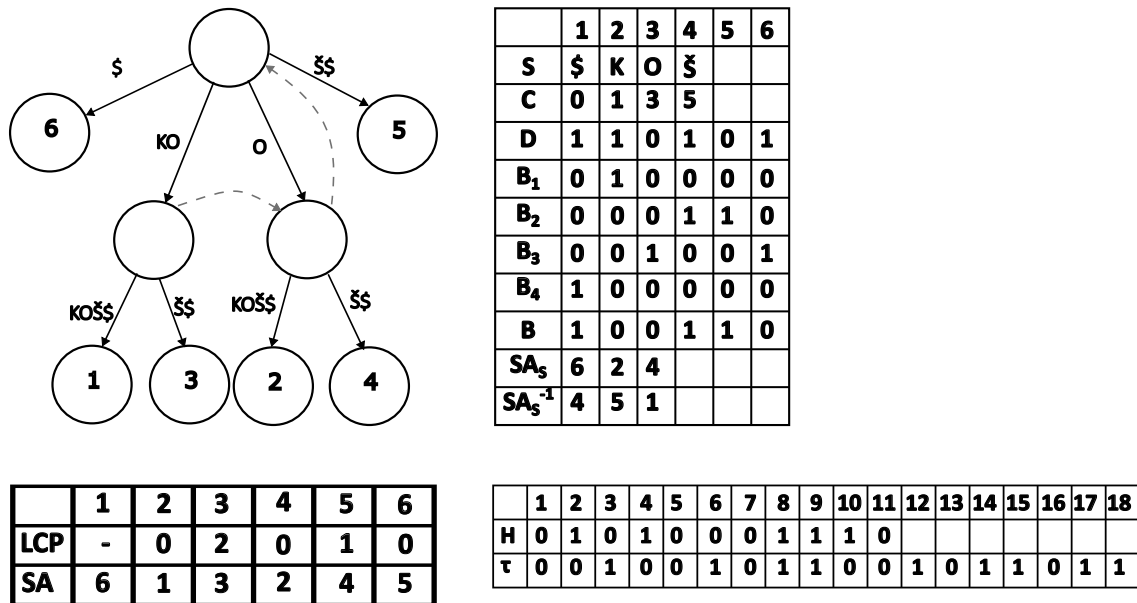 $
Š$
6
5
KO
O
KOŠ$
Š$
KOŠ$
Š$
1
3
2
4
1 2 3 4 5 6
S $ K O Š
C 0 1 3 5
D 1 1 0 1 0 1
B₁ 0 1 0 0 0 0
B₂ 0 0 0 1 1 0
B₃ 0 0 1 0 0 1
B₄ 1 0 0 0 0 0
B 1 0 0 1 1 0
SAₛ 6 2 4
SAₛ⁻¹ 4 5 1
1 2 3 4 5 6
LCP - 0 2 0 1 0
SA 6 1 3 2 4 5
1 2 3 4 5 6 7 8 9 10 11 12 13 14 15 16 17 18
H 0 1 0 1 0 0 0 1 1 1 0
τ 0 0 1 0 0 1 0 1 1 0 0 1 0 1 1 0 1 1